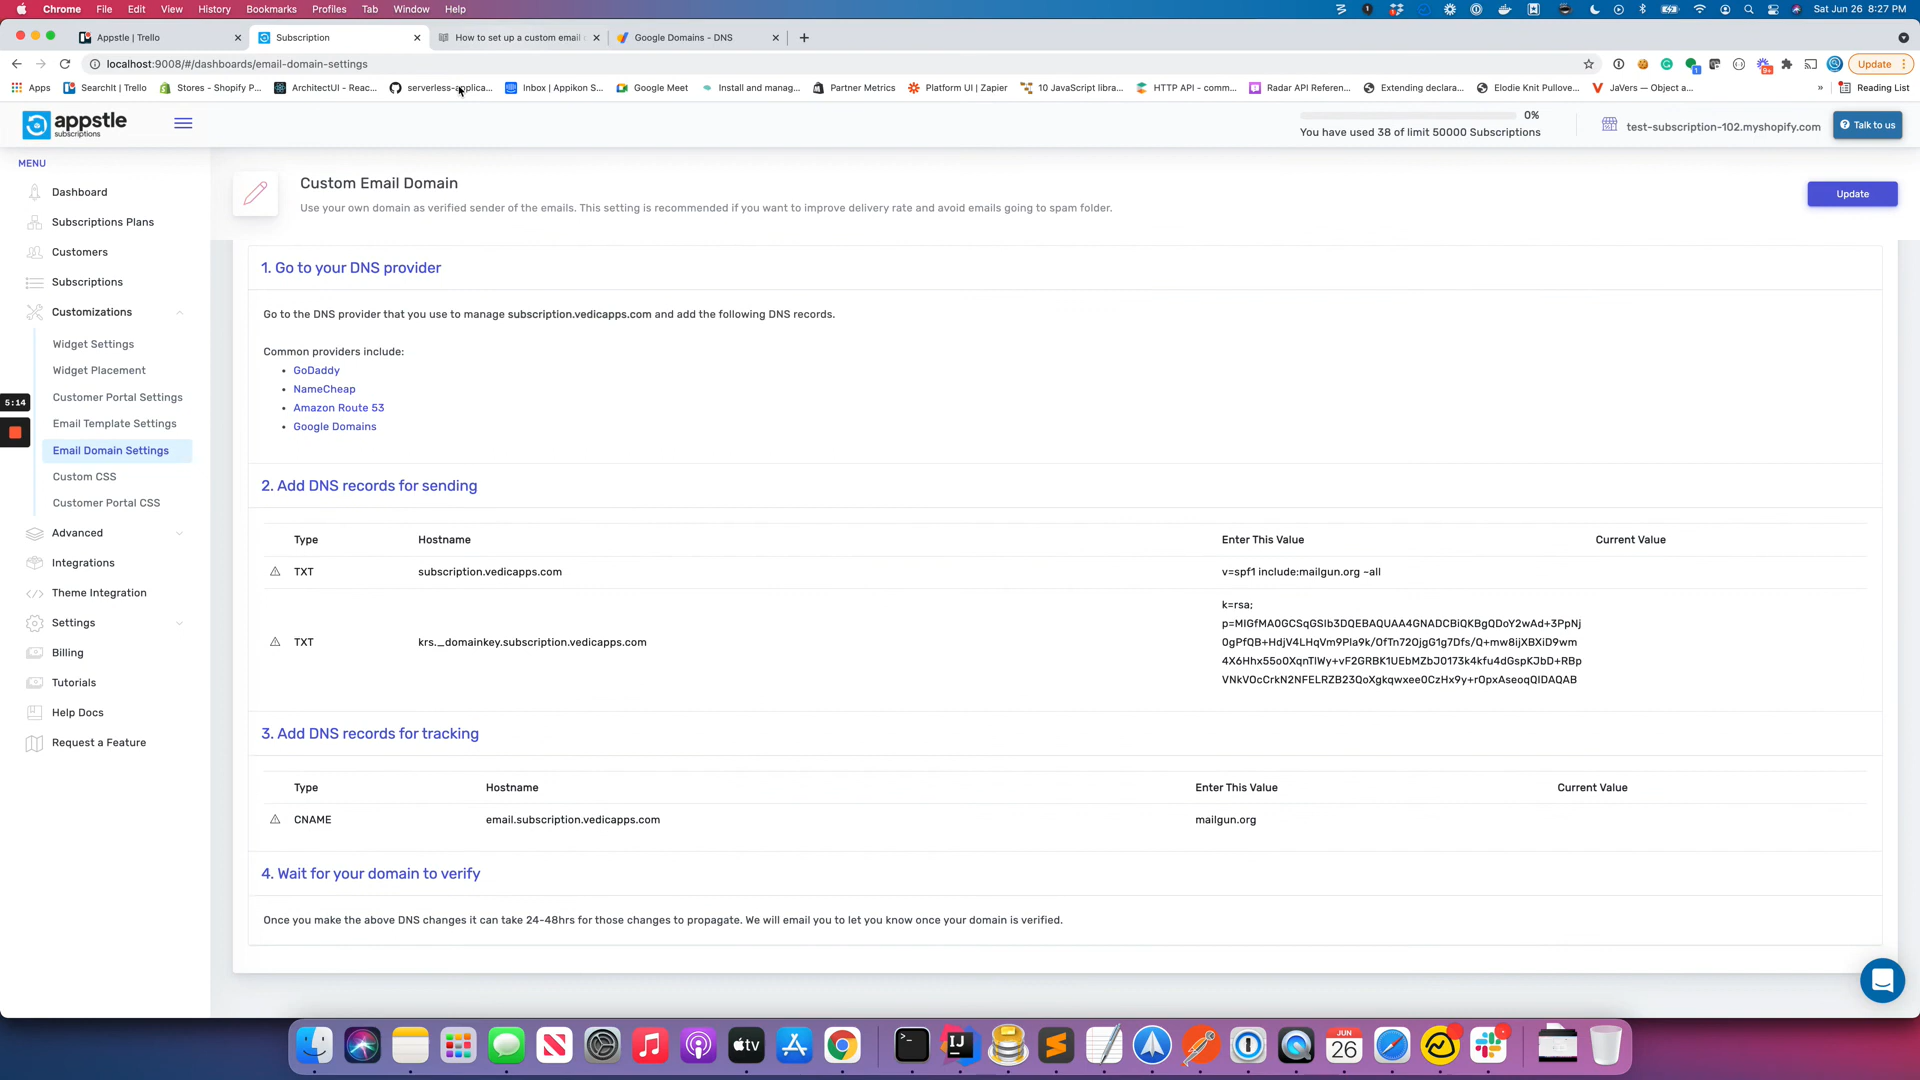 Chrome File Edit View History Bookmarks Profiles Tab Window Help Sat Jun 26 8:27 PM
Appstle | Trello Subscription How to set up a custom email Google Domains - DNS
localhost:9008/#/dashboards/email-domain-settings Update
Apps SearchIt | Trello Stores - Shopify P... ArchitectUI - Reac... serverless-applica... Inbox | Appikon S... Google Meet Install and manag... Partner Metrics Platform UI | Zapier 10 JavaScript libra... HTTP API - comm... Radar API Referen... Extending declara... Elodie Knit Pullove... JaVers — Object a... » Reading List
appstle
subscriptions
0%
You have used 38 of limit 50000 Subscriptions
test-subscription-102.myshopify.com
Talk to us
MENU
Dashboard
Subscriptions Plans
Customers
Subscriptions
Customizations
Widget Settings
Widget Placement
Customer Portal Settings
Email Template Settings
Email Domain Settings
Custom CSS
Customer Portal CSS
Advanced
Integrations
Theme Integration
Settings
Billing
Tutorials
Help Docs
Request a Feature
5:14
Custom Email Domain
Use your own domain as verified sender of the emails. This setting is recommended if you want to improve delivery rate and avoid emails going to spam folder.
Update
1. Go to your DNS provider
Go to the DNS provider that you use to manage subscription.vedicapps.com and add the following DNS records.
Common providers include:
• GoDaddy
• NameCheap
• Amazon Route 53
• Google Domains
2. Add DNS records for sending
Type Hostname Enter This Value Current Value
TXT subscription.vedicapps.com v=spf1 include:mailgun.org ~all
k=rsa;
p=MIGfMA0GCSqGSIb3DQEBAQUAA4GNADCBiQKBgQDoY2wAd+3PpNj
0gPfQB+HdjV4LHqVm9Pla9k/OfTn72OjgG1g7Dfs/Q+mw8ijXBXiD9wm
TXT krs._domainkey.subscription.vedicapps.com
4X6Hhx55o0XqnTlWy+vF2GRBK1UEbMZbJ0173k4kfu4dGspKJbD+RBp
VNkVOcCrkN2NFELRZB23QoXgkqwxee0CzHx9y+rOpxAseoqQIDAQAB
3. Add DNS records for tracking
Type Hostname Enter This Value Current Value
CNAME email.subscription.vedicapps.com mailgun.org
4. Wait for your domain to verify
Once you make the above DNS changes it can take 24-48hrs for those changes to propagate. We will email you to let you know once your domain is verified.
tv
IJ
JUN
26